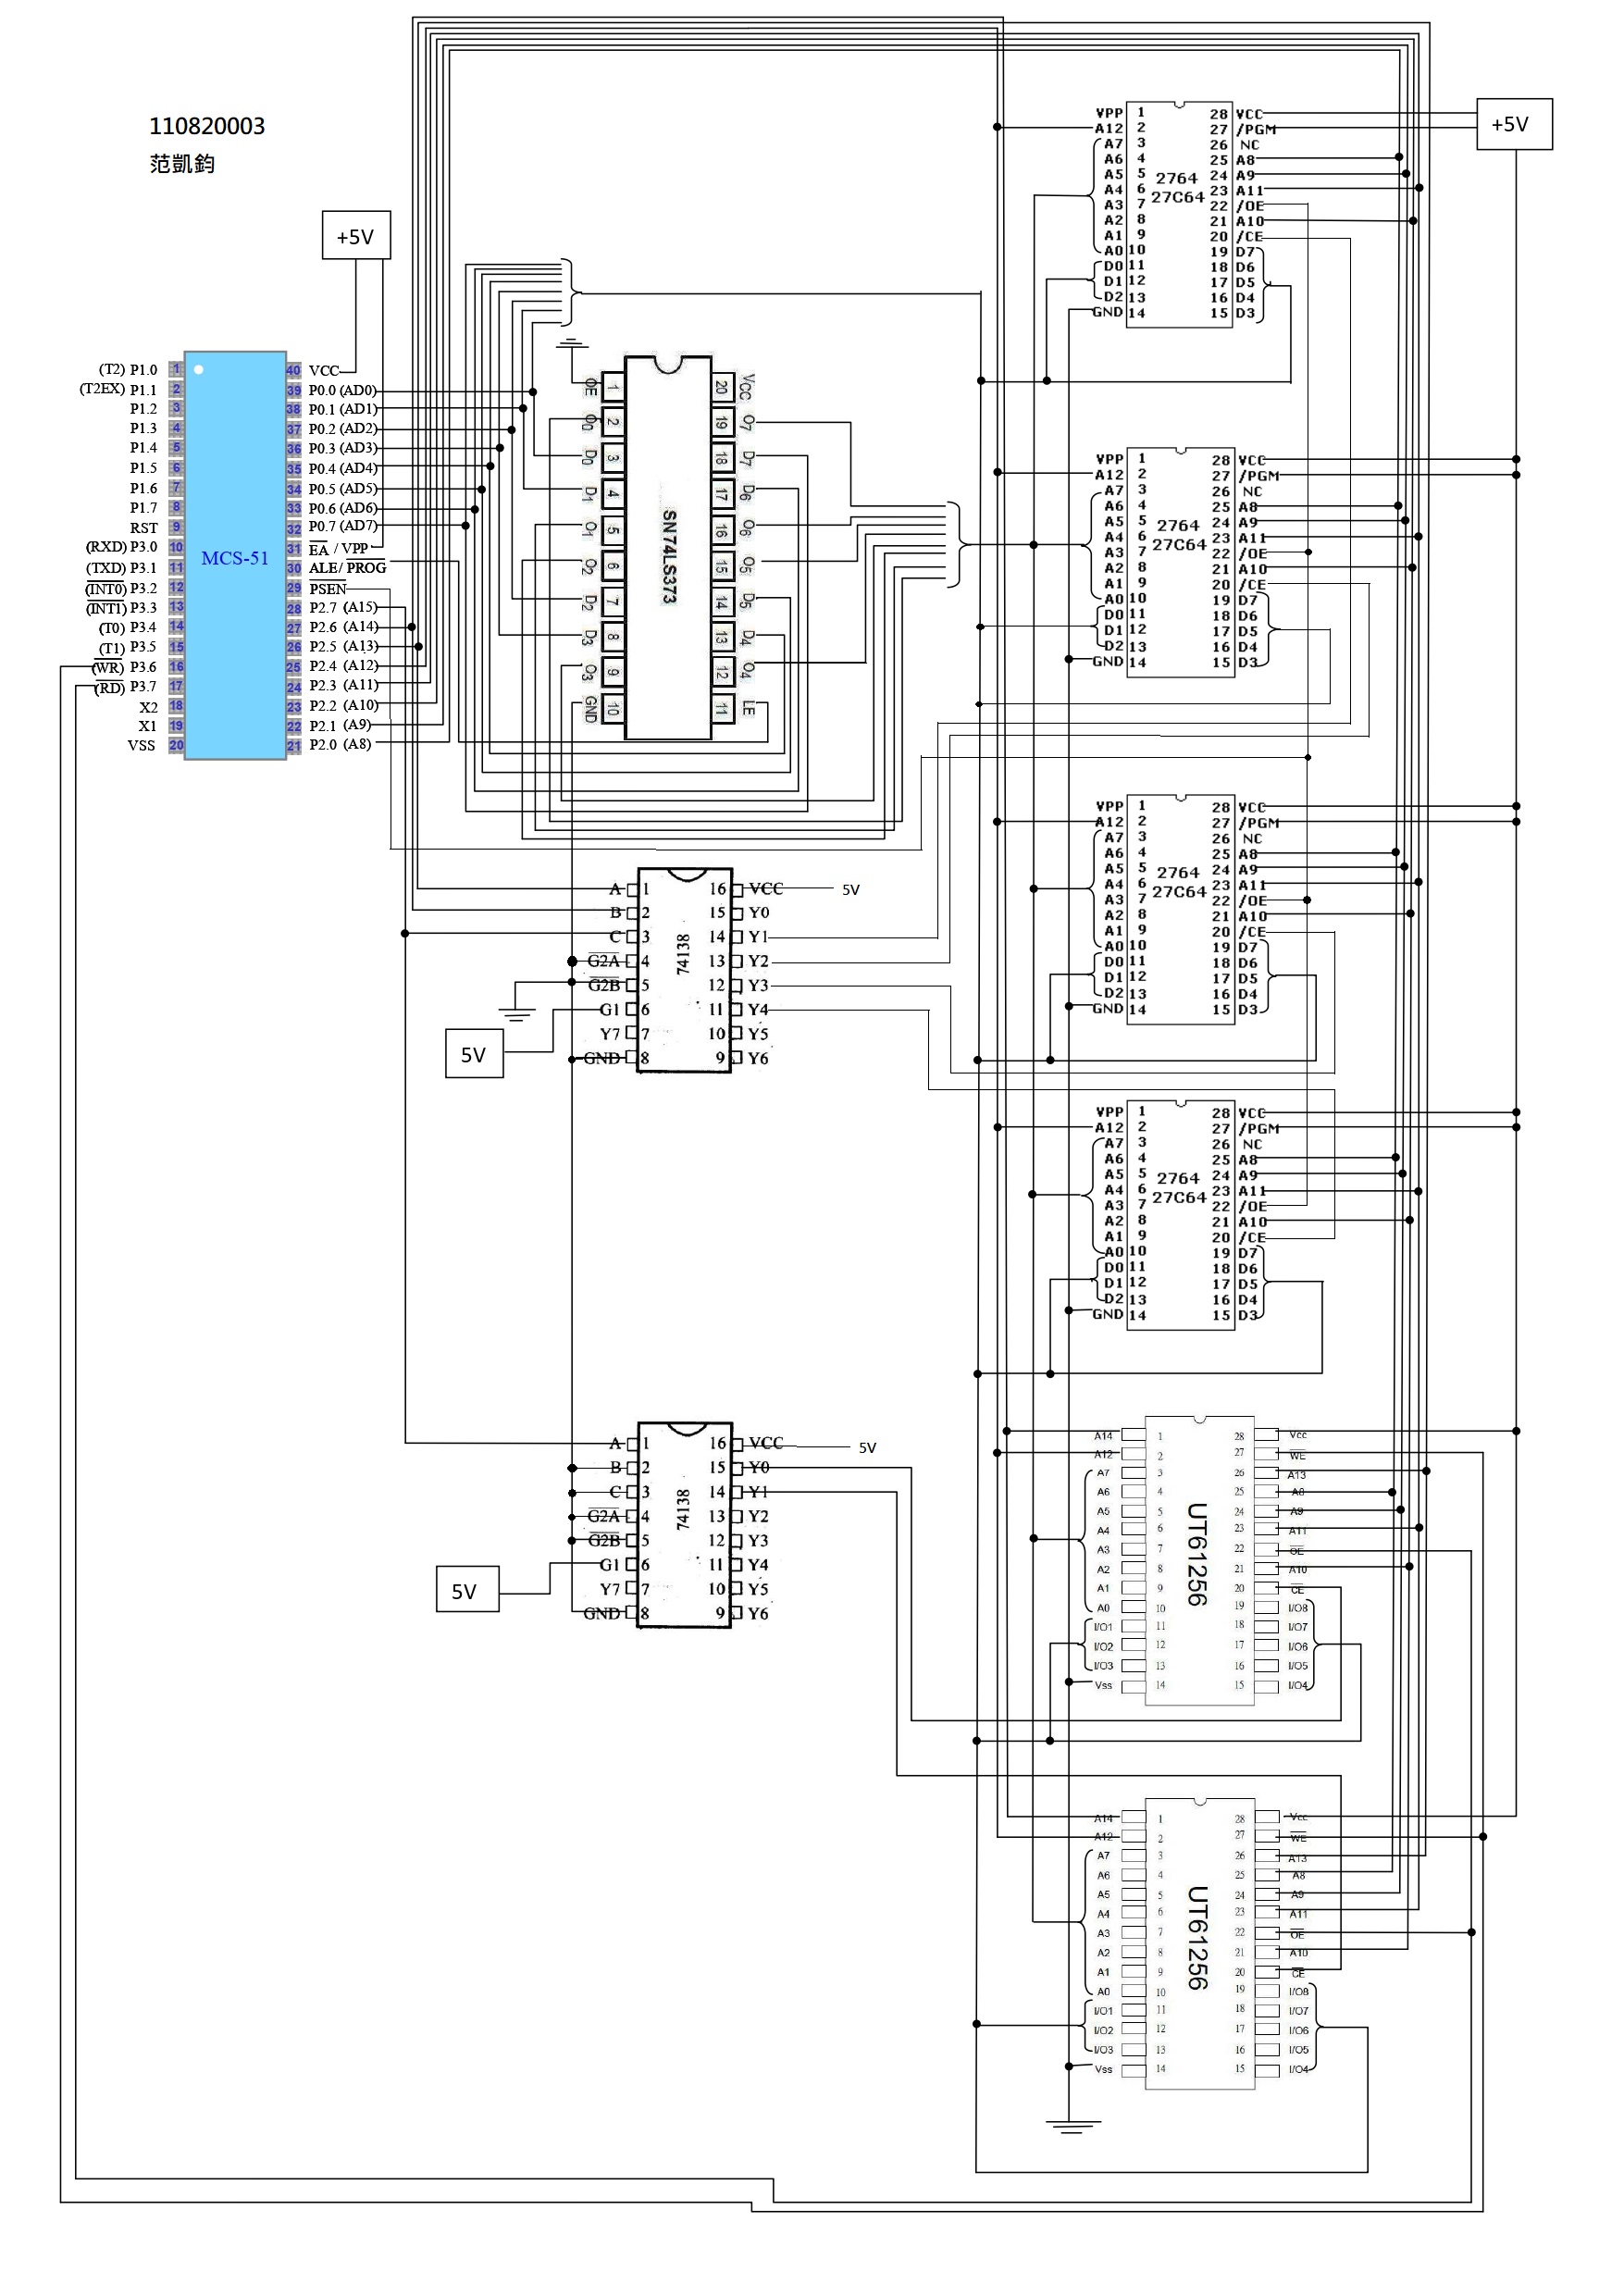 110820003
范凱鈞
+5V
+5V
(T2) P1.0 1
(T2EX) P1.1 2
P1.2 3
P1.3 4
P1.4 5
P1.5 6
P1.6 7
P1.7 8
RST 9
(RXD) P3.0 10
(TXD) P3.1 11
(INT0) P3.2 12
(INT1) P3.3 13
(T0) P3.4 14
(T1) P3.5 15
(WR) P3.6 16
(RD) P3.7 17
X2 18
X1 19
VSS 20
MCS-51
40 VCC
39 P0.0 (AD0)
38 P0.1 (AD1)
37 P0.2 (AD2)
36 P0.3 (AD3)
35 P0.4 (AD4)
34 P0.5 (AD5)
33 P0.6 (AD6)
32 P0.7 (AD7)
31 EA / VPP
30 ALE/ PROG
29 PSEN
28 P2.7 (A15)
27 P2.6 (A14)
26 P2.5 (A13)
25 P2.4 (A12)
24 P2.3 (A11)
23 P2.2 (A10)
22 P2.1 (A9)
21 P2.0 (A8)
OE 1
O0 2
D0 3
D1 4
O1 5
O2 6
D2 7
D3 8
O3 9
GND 10
SN74LS373
20 VCC
19 O7
18 D7
17 D6
16 O6
15 O5
14 D5
13 D4
12 O4
11 LE
A 1
B 2
C 3
G2A 4
G2B 5
G1 6
Y7 7
GND 8
74138
16 VCC
15 Y0
14 Y1
13 Y2
12 Y3
11 Y4
10 Y5
9 Y6
5V
5V
A 1
B 2
C 3
G2A 4
G2B 5
G1 6
Y7 7
GND 8
74138
16 VCC
15 Y0
14 Y1
13 Y2
12 Y3
11 Y4
10 Y5
9 Y6
5V
5V
VPP 1
A12 2
A7 3
A6 4
A5 5
A4 6
A3 7
A2 8
A1 9
A0 10
D0 11
D1 12
D2 13
GND 14
2764
27C64
28 VCC
27 /PGM
26 NC
25 A8
24 A9
23 A11
22 /OE
21 A10
20 /CE
19 D7
18 D6
17 D5
16 D4
15 D3
VPP 1
A12 2
A7 3
A6 4
A5 5
A4 6
A3 7
A2 8
A1 9
A0 10
D0 11
D1 12
D2 13
GND 14
2764
27C64
28 VCC
27 /PGM
26 NC
25 A8
24 A9
23 A11
22 /OE
21 A10
20 /CE
19 D7
18 D6
17 D5
16 D4
15 D3
VPP 1
A12 2
A7 3
A6 4
A5 5
A4 6
A3 7
A2 8
A1 9
A0 10
D0 11
D1 12
D2 13
GND 14
2764
27C64
28 VCC
27 /PGM
26 NC
25 A8
24 A9
23 A11
22 /OE
21 A10
20 /CE
19 D7
18 D6
17 D5
16 D4
15 D3
VPP 1
A12 2
A7 3
A6 4
A5 5
A4 6
A3 7
A2 8
A1 9
A0 10
D0 11
D1 12
D2 13
GND 14
2764
27C64
28 VCC
27 /PGM
26 NC
25 A8
24 A9
23 A11
22 /OE
21 A10
20 /CE
19 D7
18 D6
17 D5
16 D4
15 D3
A14 1
A12 2
A7 3
A6 4
A5 5
A4 6
A3 7
A2 8
A1 9
A0 10
I/O1 11
I/O2 12
I/O3 13
Vss 14
UT61256
28 Vcc
27 WE
26 A13
25 A8
24 A9
23 A11
22 OE
21 A10
20 CE
19 I/O8
18 I/O7
17 I/O6
16 I/O5
15 I/O4
A14 1
A12 2
A7 3
A6 4
A5 5
A4 6
A3 7
A2 8
A1 9
A0 10
I/O1 11
I/O2 12
I/O3 13
Vss 14
UT61256
28 Vcc
27 WE
26 A13
25 A8
24 A9
23 A11
22 OE
21 A10
20 CE
19 I/O8
18 I/O7
17 I/O6
16 I/O5
15 I/O4